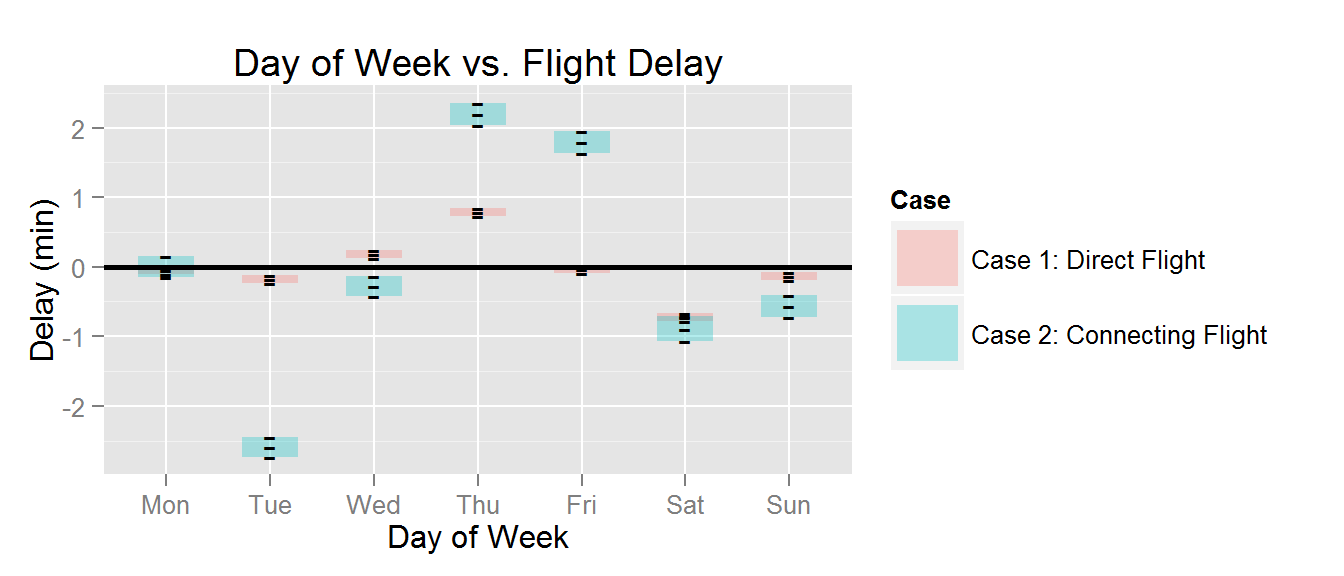 Day of Week vs. Flight Delay
Delay (min)
2
1
0
-1
-2
Mon Tue Wed Thu Fri Sat Sun
Day of Week
Case
Case 1: Direct Flight
Case 2: Connecting Flight